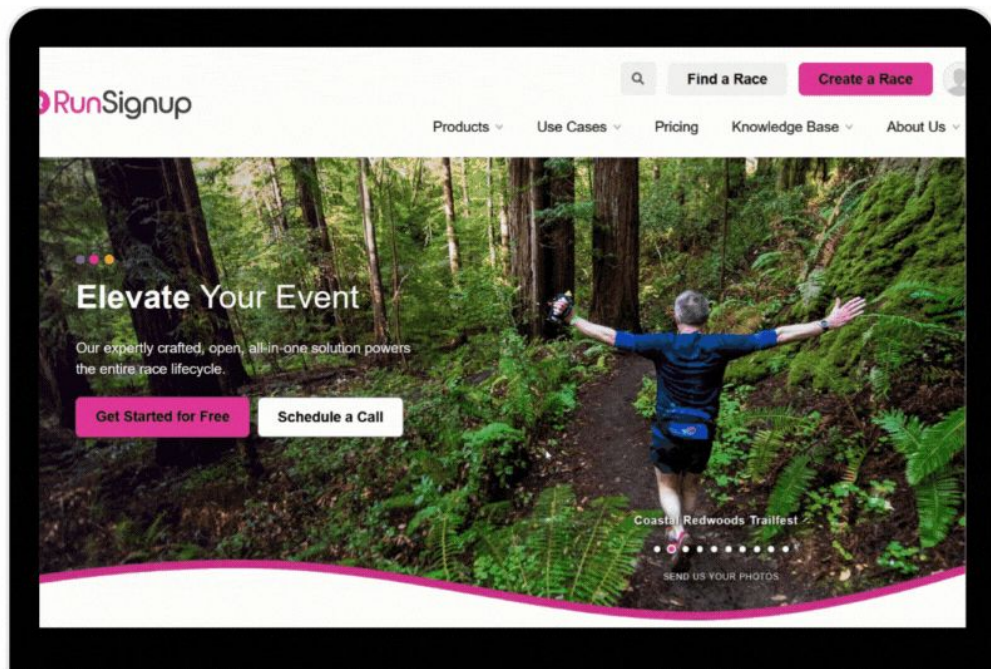 RunSignup
Find a Race
Create a Race
Products
Use Cases
Pricing
Knowledge Base
About Us
Elevate Your Event
Our expertly crafted, open, all-in-one solution powers
the entire race lifecycle.
Get Started for Free
Schedule a Call
Coastal Redwoods Trailfest
SEND US YOUR PHOTOS